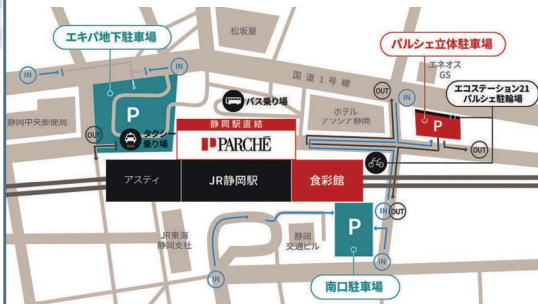 松坂屋
エキパ地下駐車場
パルシェ立体駐車場
IN
IN
国道1号線
エネオス
GS
OUT
IN
エコステーション21
パルシェ駐輪場
バス乗り場
P
静岡中央郵便局
ホテル
アソシア静岡
P
OUT
タクシー
乗り場
静岡駅直結
PARCHÉ
OUT
アスティ
JR静岡駅
食彩館
IN
OUT
JR東海
静岡支社
静岡
交通ビル
P
IN
IN
南口駐車場